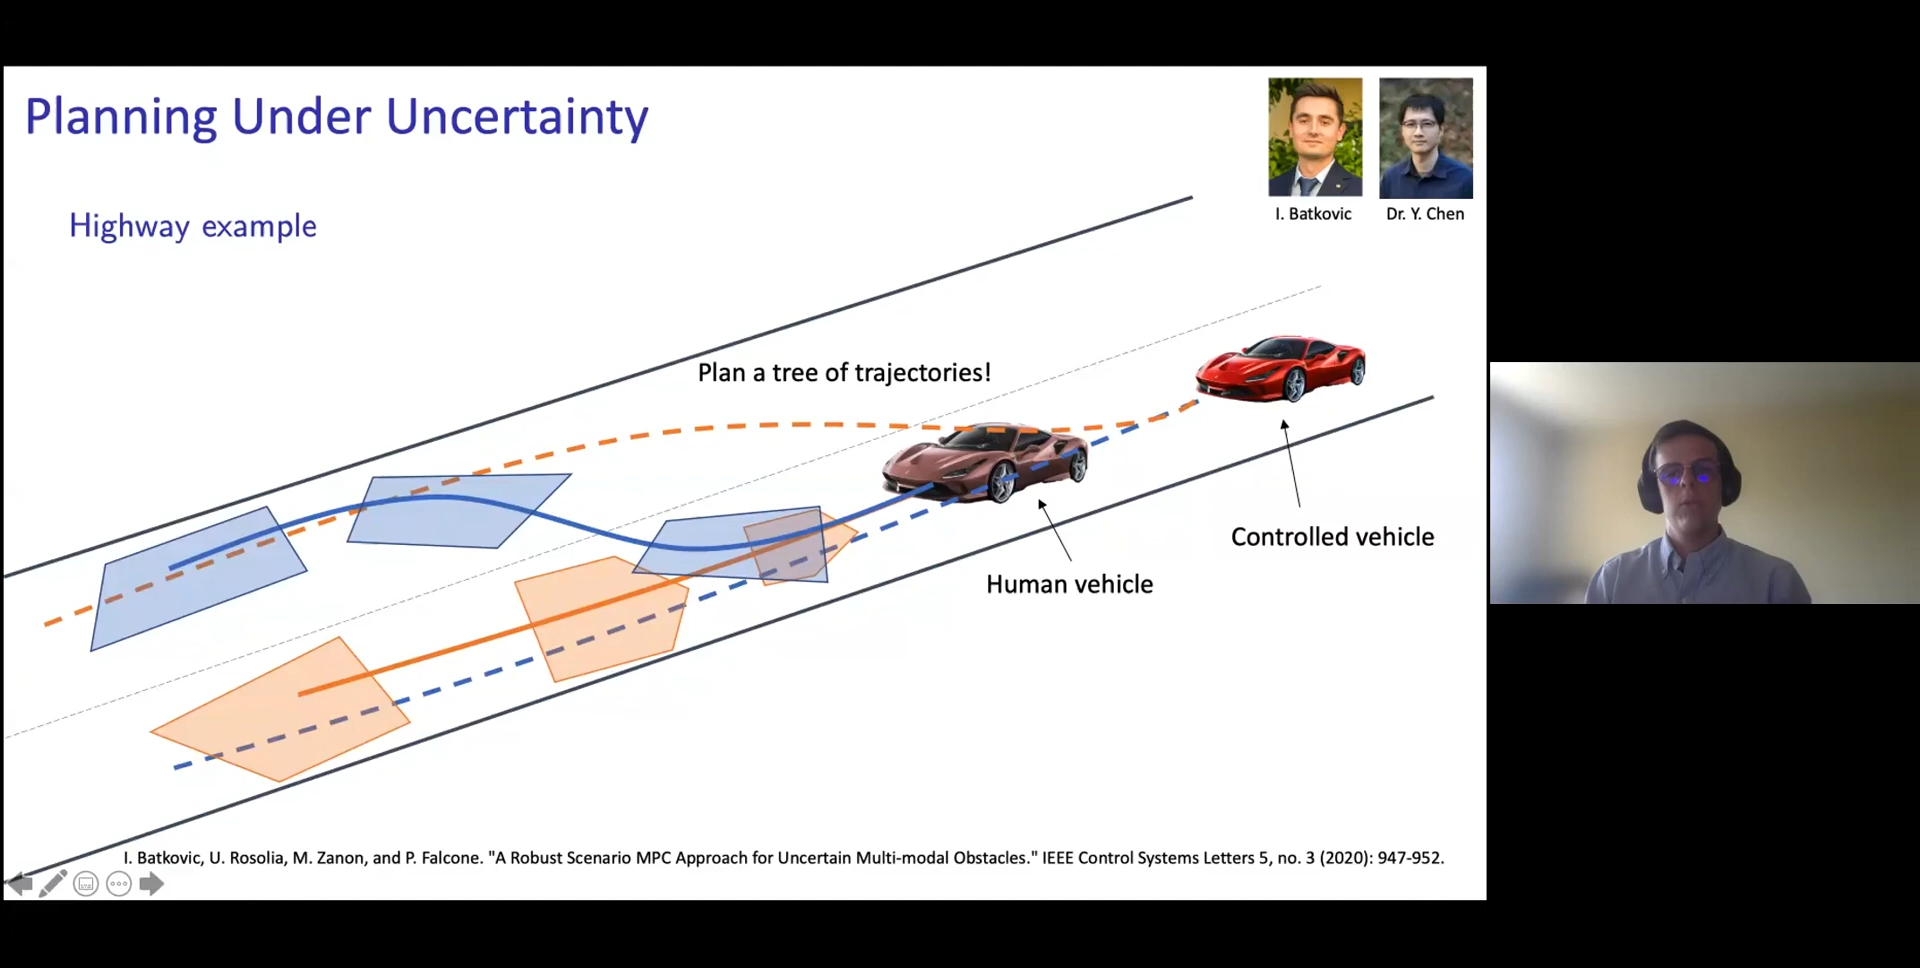 Planning Under Uncertainty
I. Batkovic
Dr. Y. Chen
Highway example
Plan a tree of trajectories!
Controlled vehicle
Human vehicle
I. Batkovic, U. Rosolia, M. Zanon, and P. Falcone. "A Robust Scenario MPC Approach for Uncertain Multi-modal Obstacles." IEEE Control Systems Letters 5, no. 3 (2020): 947-952.